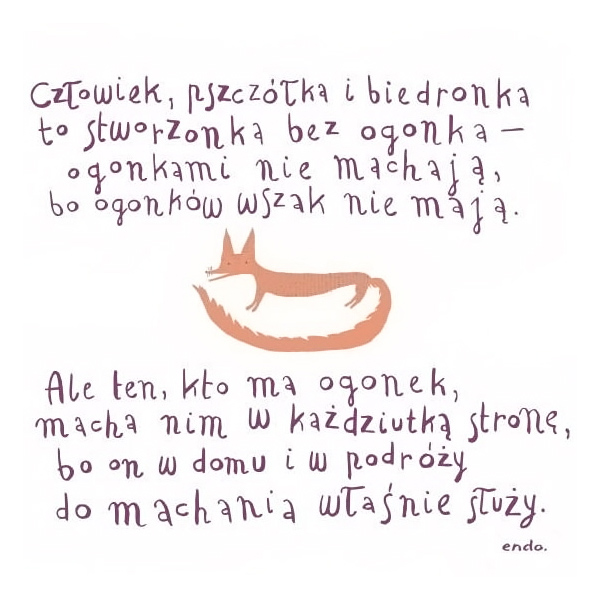 Człowiek, pszczółka i biedronka
to stworzonka bez ogonka –
ogonkami nie machają,
bo ogonków wszak nie mają.
Ale ten, kto ma ogonek,
macha nim w każdziutką stronę,
bo on w domu i w podróży
do machania właśnie służy.
endo.